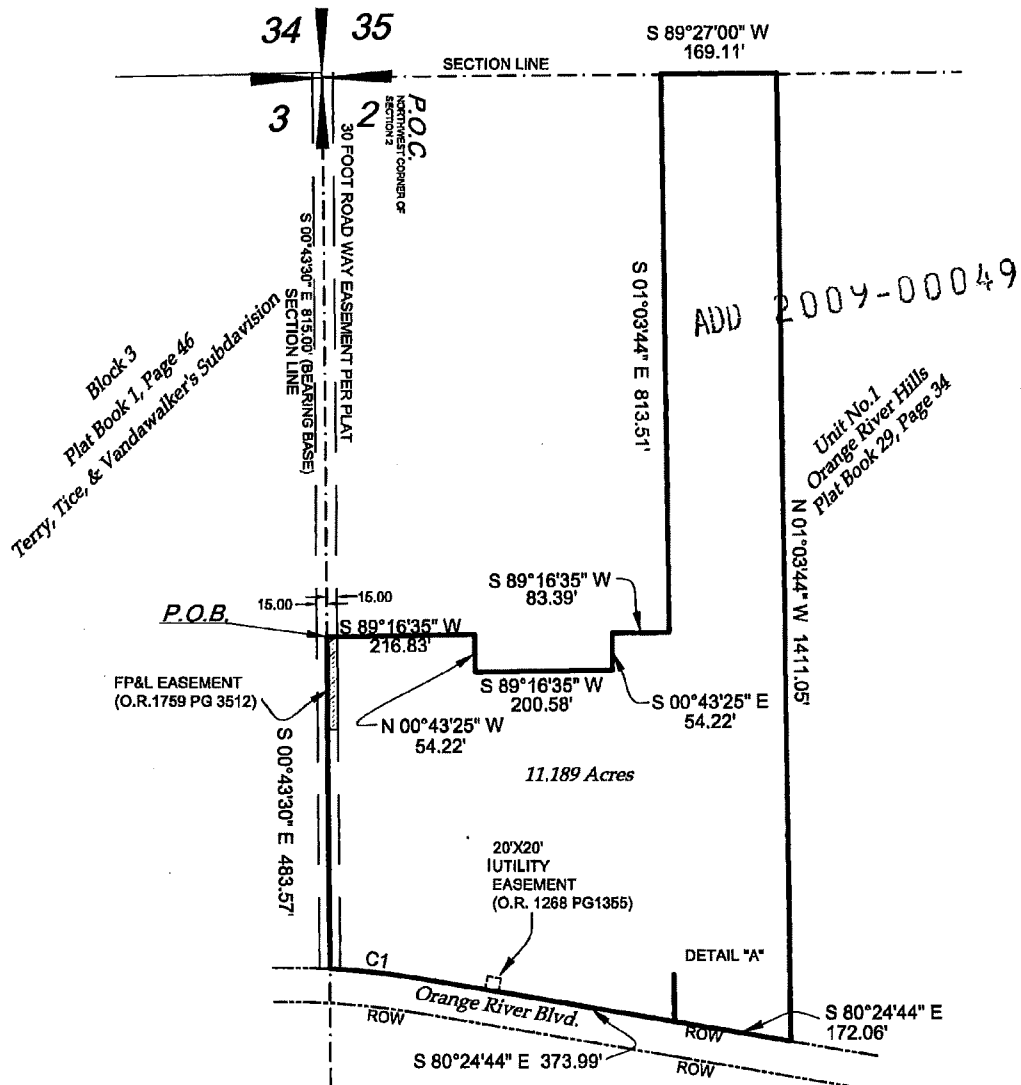 34 35
S 89°27'00" W
169.11'
SECTION LINE
3 2
P.O.C.
NORTHWEST CORNER OF
SECTION 2
30 FOOT ROAD WAY EASEMENT PER PLAT
S 00°43'30" E 815.00' (BEARING BASE)
SECTION LINE
Block 3
Plat Book 1, Page 46
Terry, Tice, & Vandawalker's Subdavision
S 01°03'44" E 813.51'
ADD 2009-00049
Unit No.1
Orange River Hills
Plat Book 29, Page 34
N 01°03'44" W 1411.05'
15.00 15.00
P.O.B.
S 89°16'35" W
216.83'
S 89°16'35" W
83.39'
S 89°16'35" W
200.58'
S 00°43'25" E
54.22'
N 00°43'25" W
54.22'
FP&L EASEMENT
(O.R.1759 PG 3512)
S 00°43'30" E 483.57'
11.189 Acres
20'X20'
UTILITY
EASEMENT
(O.R. 1268 PG1355)
DETAIL "A"
C1
Orange River Blvd.
ROW
ROW
S 80°24'44" E
172.06'
S 80°24'44" E 373.99'
ROW